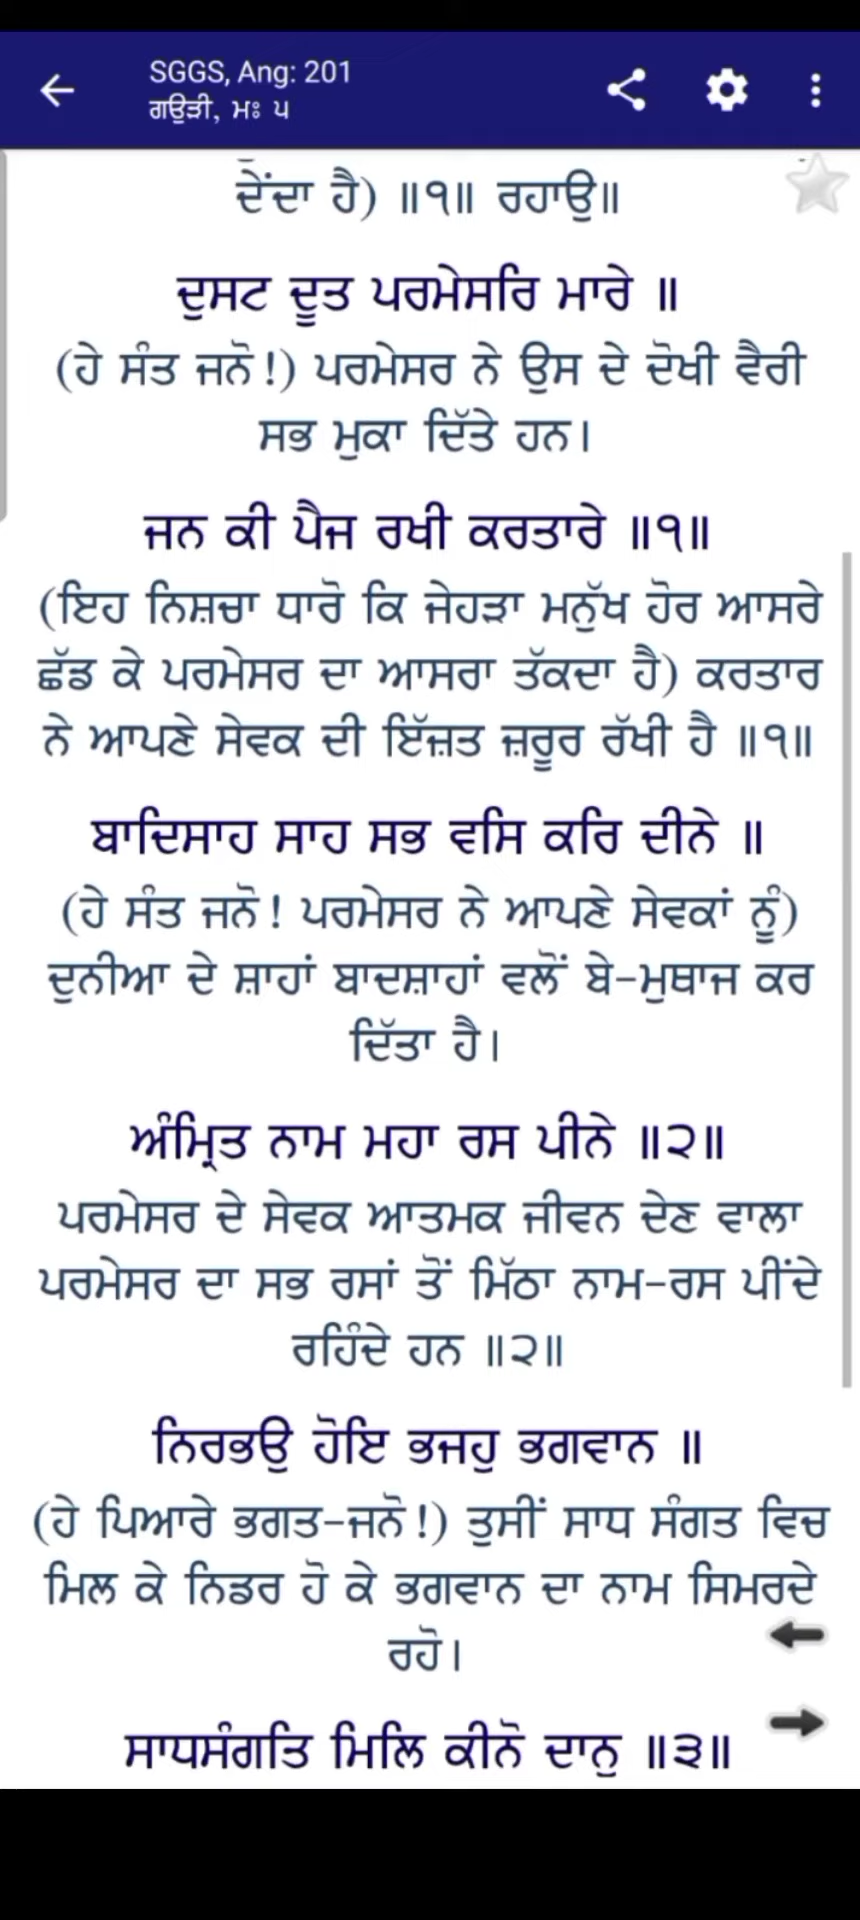 SGGS, Ang: 201
ਗਉੜੀ, ਮਃ ੫
ਦੇਂਦਾ ਹੈ) ॥੧॥ ਰਹਾਉ॥
ਦੁਸਟ ਦੂਤ ਪਰਮੇਸਰਿ ਮਾਰੇ ॥
(ਹੇ ਸੰਤ ਜਨੋ!) ਪਰਮੇਸਰ ਨੇ ਉਸ ਦੇ ਦੋਖੀ ਵੈਰੀ
ਸਭ ਮੁਕਾ ਦਿੱਤੇ ਹਨ।
ਜਨ ਕੀ ਪੈਜ ਰਖੀ ਕਰਤਾਰੇ ॥੧॥
(ਇਹ ਨਿਸ਼ਚਾ ਧਾਰੋ ਕਿ ਜੇਹੜਾ ਮਨੁੱਖ ਹੋਰ ਆਸਰੇ
ਛੱਡ ਕੇ ਪਰਮੇਸਰ ਦਾ ਆਸਰਾ ਤੱਕਦਾ ਹੈ) ਕਰਤਾਰ
ਨੇ ਆਪਣੇ ਸੇਵਕ ਦੀ ਇੱਜ਼ਤ ਜ਼ਰੂਰ ਰੱਖੀ ਹੈ ॥੧॥
ਬਾਦਿਸਾਹ ਸਾਹ ਸਭ ਵਸਿ ਕਰਿ ਦੀਨੇ ॥
(ਹੇ ਸੰਤ ਜਨੋ! ਪਰਮੇਸਰ ਨੇ ਆਪਣੇ ਸੇਵਕਾਂ ਨੂੰ)
ਦੁਨੀਆ ਦੇ ਸ਼ਾਹਾਂ ਬਾਦਸ਼ਾਹਾਂ ਵਲੋਂ ਬੇ-ਮੁਥਾਜ ਕਰ
ਦਿੱਤਾ ਹੈ।
ਅੰਮ੍ਰਿਤ ਨਾਮ ਮਹਾ ਰਸ ਪੀਨੇ ॥੨॥
ਪਰਮੇਸਰ ਦੇ ਸੇਵਕ ਆਤਮਕ ਜੀਵਨ ਦੇਣ ਵਾਲਾ
ਪਰਮੇਸਰ ਦਾ ਸਭ ਰਸਾਂ ਤੋਂ ਮਿੱਠਾ ਨਾਮ-ਰਸ ਪੀਂਦੇ
ਰਹਿੰਦੇ ਹਨ ॥੨॥
ਨਿਰਭਉ ਹੋਇ ਭਜਹੁ ਭਗਵਾਨ ॥
(ਹੇ ਪਿਆਰੇ ਭਗਤ-ਜਨੋ!) ਤੁਸੀਂ ਸਾਧ ਸੰਗਤ ਵਿਚ
ਮਿਲ ਕੇ ਨਿਡਰ ਹੋ ਕੇ ਭਗਵਾਨ ਦਾ ਨਾਮ ਸਿਮਰਦੇ
ਰਹੋ।
ਸਾਧਸੰਗਤਿ ਮਿਲਿ ਕੀਨੋ ਦਾਨੁ ॥੩॥